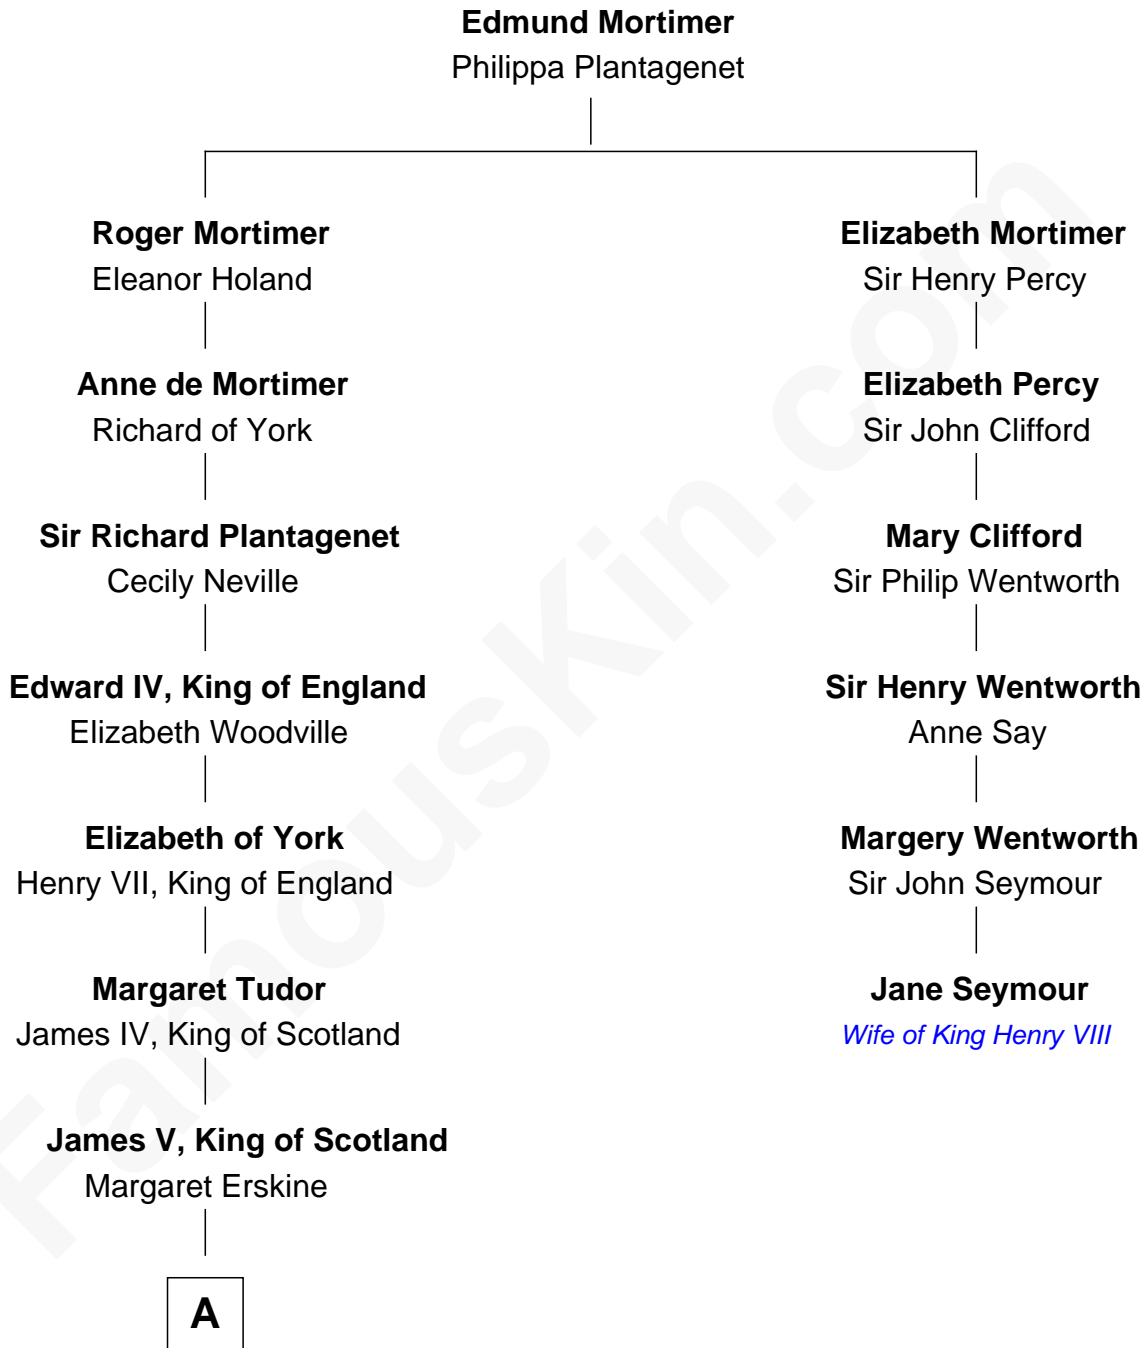 Edmund Mortimer
Philippa Plantagenet
Roger Mortimer
Eleanor Holand
Anne de Mortimer
Richard of York
Sir Richard Plantagenet
Cecily Neville
Edward IV, King of England
Elizabeth Woodville
Elizabeth of York
Henry VII, King of England
Margaret Tudor
James IV, King of Scotland
James V, King of Scotland
Margaret Erskine
A
Elizabeth Mortimer
Sir Henry Percy
Elizabeth Percy
Sir John Clifford
Mary Clifford
Sir Philip Wentworth
Sir Henry Wentworth
Anne Say
Margery Wentworth
Sir John Seymour
Jane Seymour
Wife of King Henry VIII
FamousKin.com